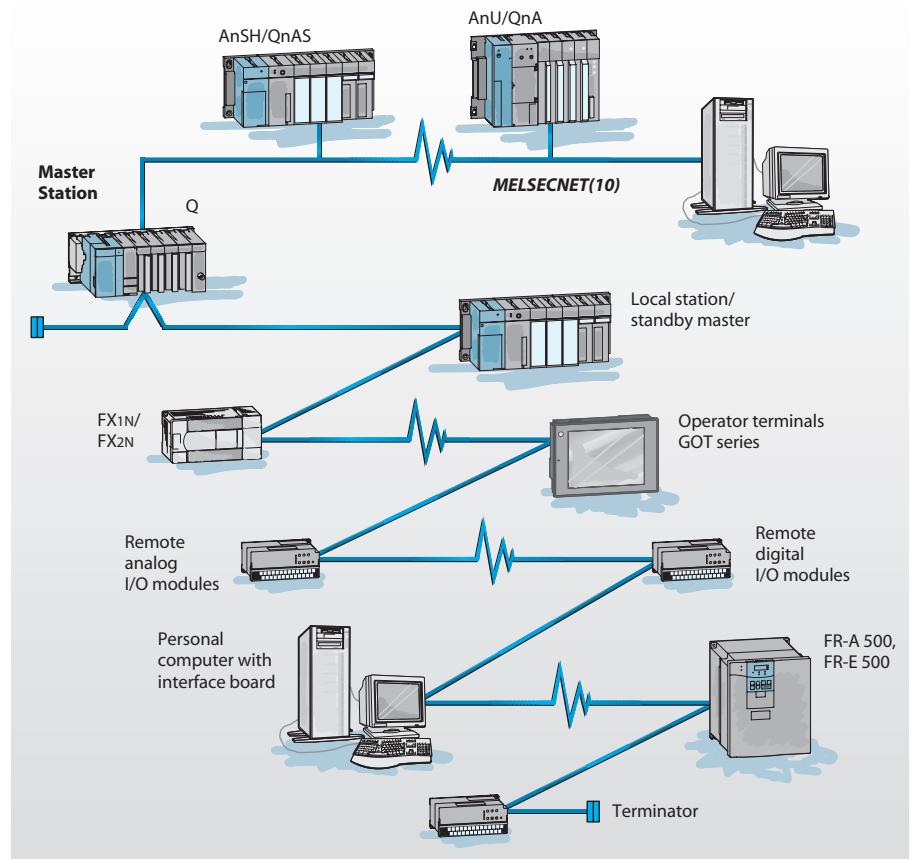 AnSH/QnAS
AnU/QnA
Master
Station
MELSECNET(10)
Q
Local station/
standby master
FX1N/
FX2N
Operator terminals
GOT series
Remote
analog
I/O modules
Remote
digital
I/O modules
Personal
computer with
interface board
FR-A 500,
FR-E 500
Terminator